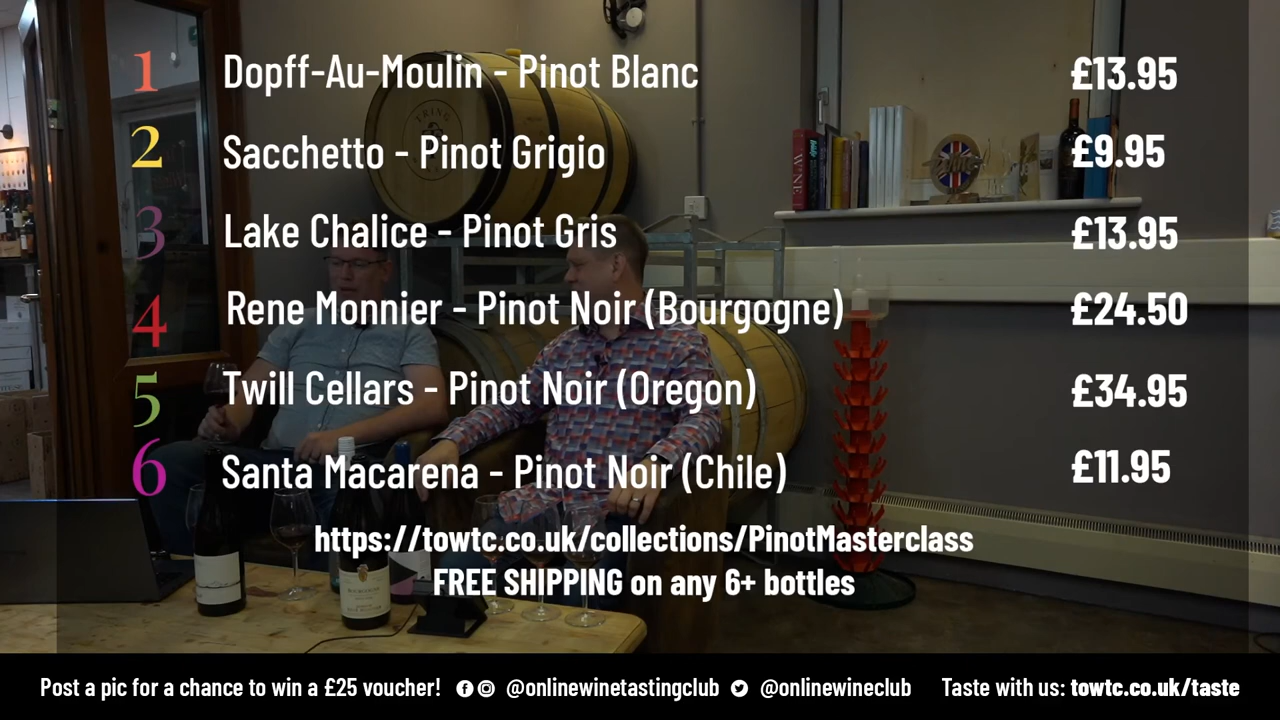 1 Dopff-Au-Moulin - Pinot Blanc £13.95
2 Sacchetto - Pinot Grigio £9.95
3 Lake Chalice - Pinot Gris £13.95
4 Rene Monnier - Pinot Noir (Bourgogne) £24.50
5 Twill Cellars - Pinot Noir (Oregon) £34.95
6 Santa Macarena - Pinot Noir (Chile) £11.95
https://towtc.co.uk/collections/PinotMasterclass
FREE SHIPPING on any 6+ bottles
Post a pic for a chance to win a £25 voucher! @onlinewinetastingclub @onlinewineclub Taste with us: towtc.co.uk/taste
TRING
WINE